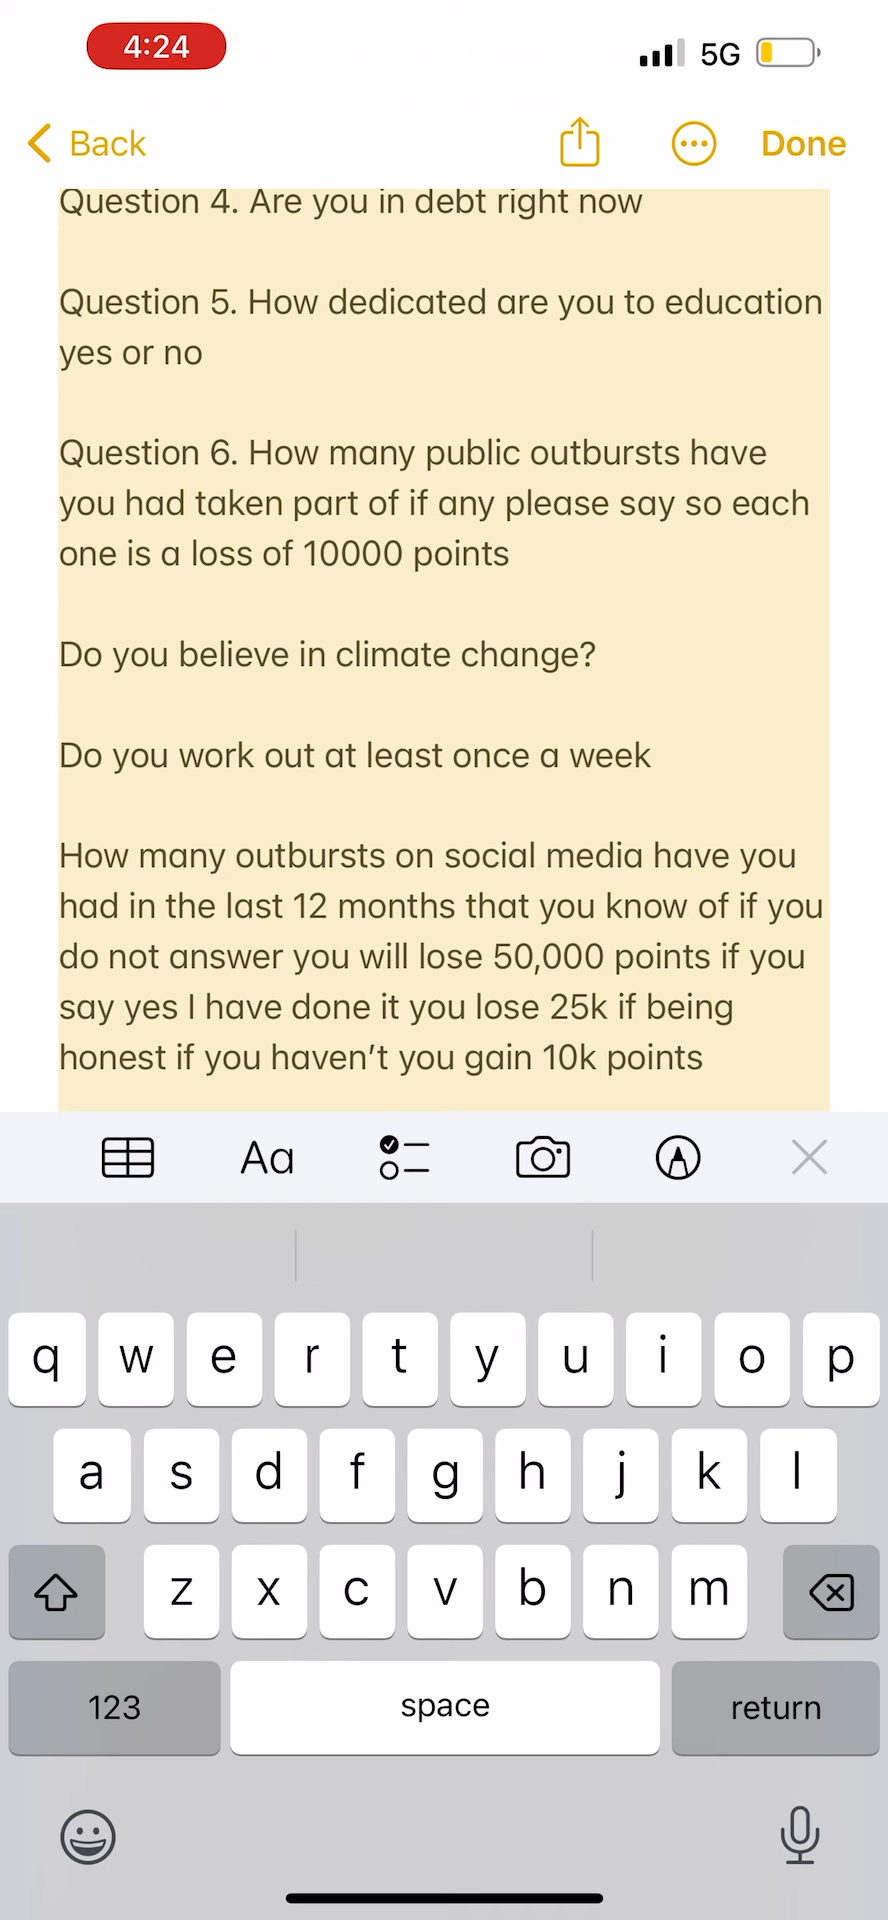 4:24
5G
Back
Done
Question 4. Are you in debt right now
Question 5. How dedicated are you to education
yes or no
Question 6. How many public outbursts have
you had taken part of if any please say so each
one is a loss of 10000 points
Do you believe in climate change?
Do you work out at least once a week
How many outbursts on social media have you
had in the last 12 months that you know of if you
do not answer you will lose 50,000 points if you
say yes I have done it you lose 25k if being
honest if you haven’t you gain 10k points
Aa
q w e r t y u i o p
a s d f g h j k l
z x c v b n m
123 space return